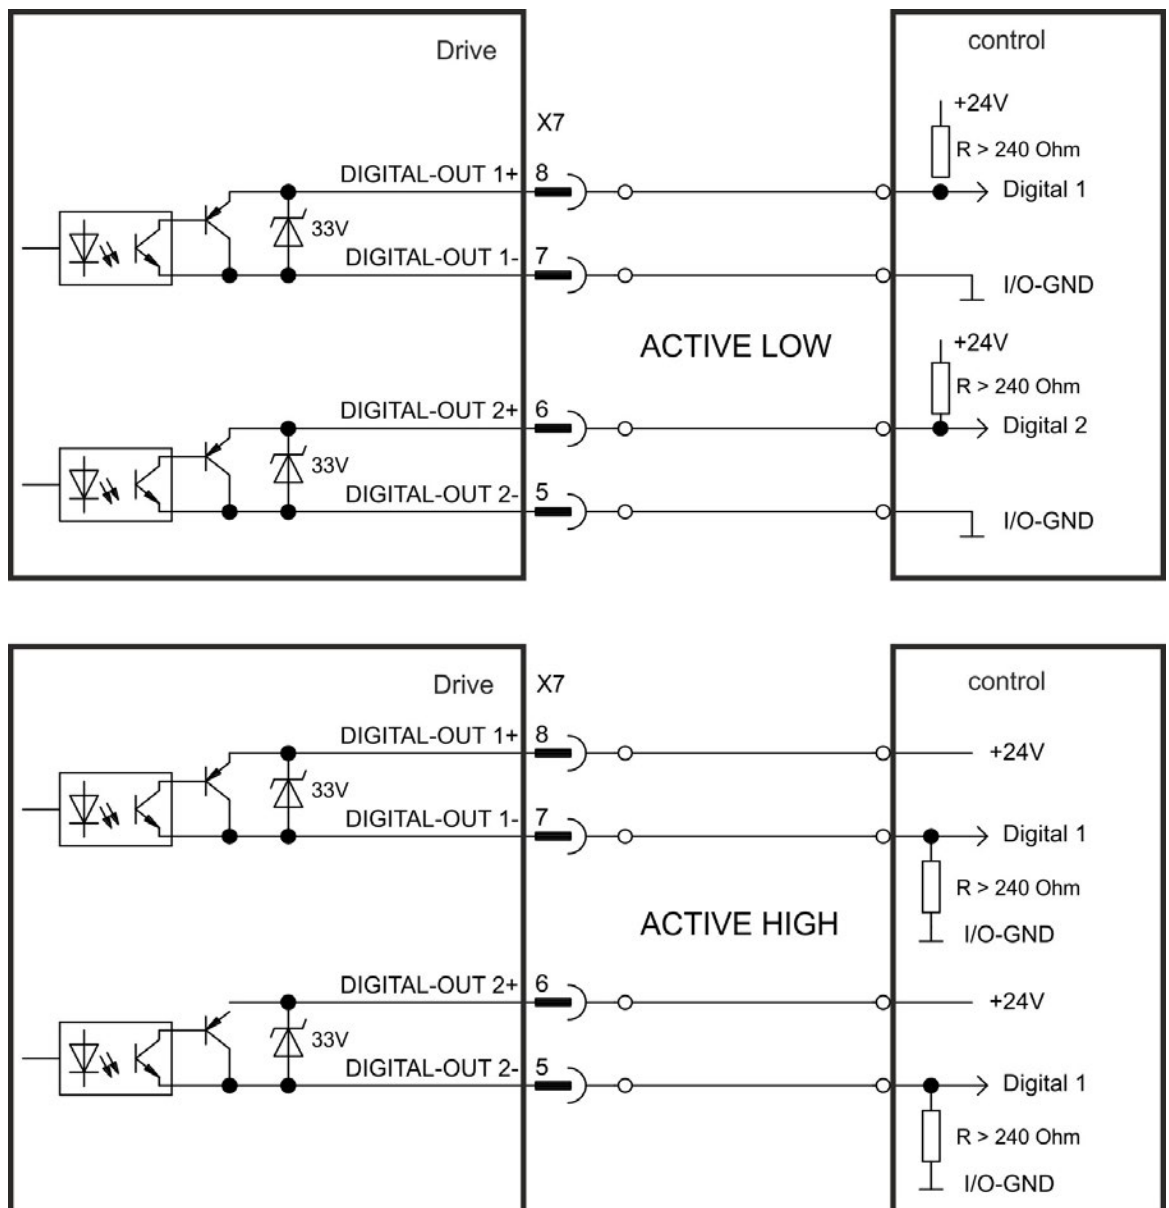 Drive
control
+24V
X7
R > 240 Ohm
DIGITAL-OUT 1+
8
Digital 1
33V
DIGITAL-OUT 1-
7
I/O-GND
ACTIVE LOW
+24V
R > 240 Ohm
DIGITAL-OUT 2+
6
Digital 2
33V
DIGITAL-OUT 2-
5
I/O-GND
Drive
X7
control
DIGITAL-OUT 1+
8
+24V
33V
DIGITAL-OUT 1-
7
Digital 1
R > 240 Ohm
ACTIVE HIGH
I/O-GND
DIGITAL-OUT 2+
6
+24V
33V
DIGITAL-OUT 2-
5
Digital 1
R > 240 Ohm
I/O-GND